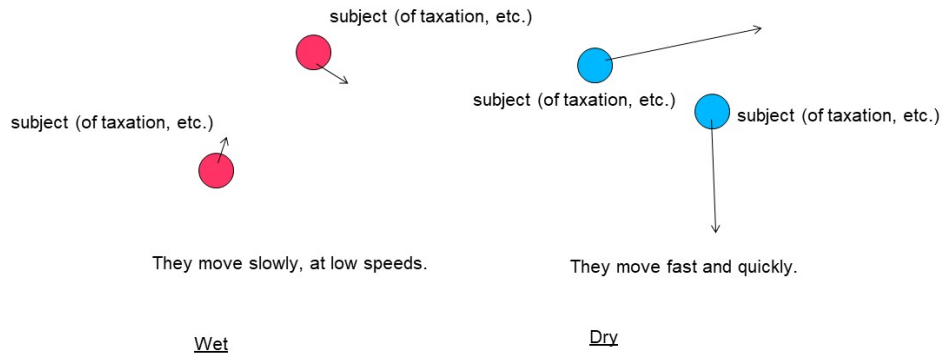 subject (of taxation, etc.)
subject (of taxation, etc.)
They move slowly, at low speeds.
Wet
subject (of taxation, etc.)
subject (of taxation, etc.)
They move fast and quickly.
Dry